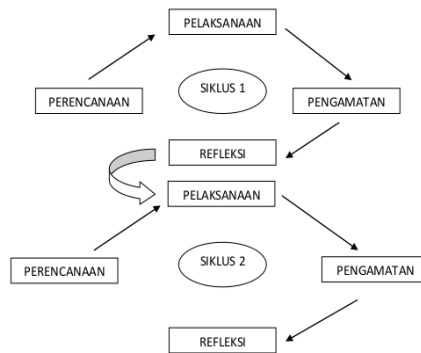 PELAKSANAAN
SIKLUS 1
PERENCANAAN
PENGAMATAN
REFLEKSI
PELAKSANAAN
SIKLUS 2
PERENCANAAN
PENGAMATAN
REFLEKSI